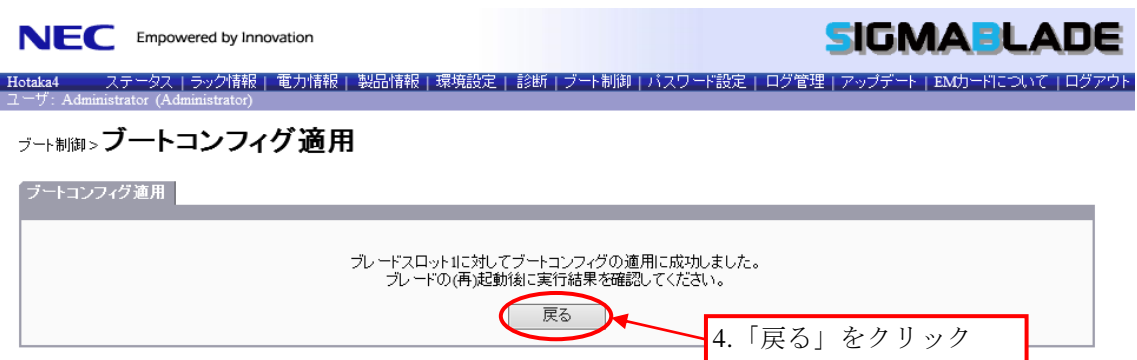 NEC Empowered by Innovation SIGMABLADE
Hotaka4 ステータス | ラック情報 | 電力情報 | 製品情報 | 環境設定 | 診断 | ブート制御 | パスワード設定 | ログ管理 | アップデート | EMカードについて | ログアウト
ユーザ: Administrator (Administrator)
ブート制御 > ブートコンフィグ適用
ブートコンフィグ適用
ブレードスロット1に対してブートコンフィグの適用に成功しました。
ブレードの(再)起動後に実行結果を確認してください。
戻る
4.「戻る」をクリック